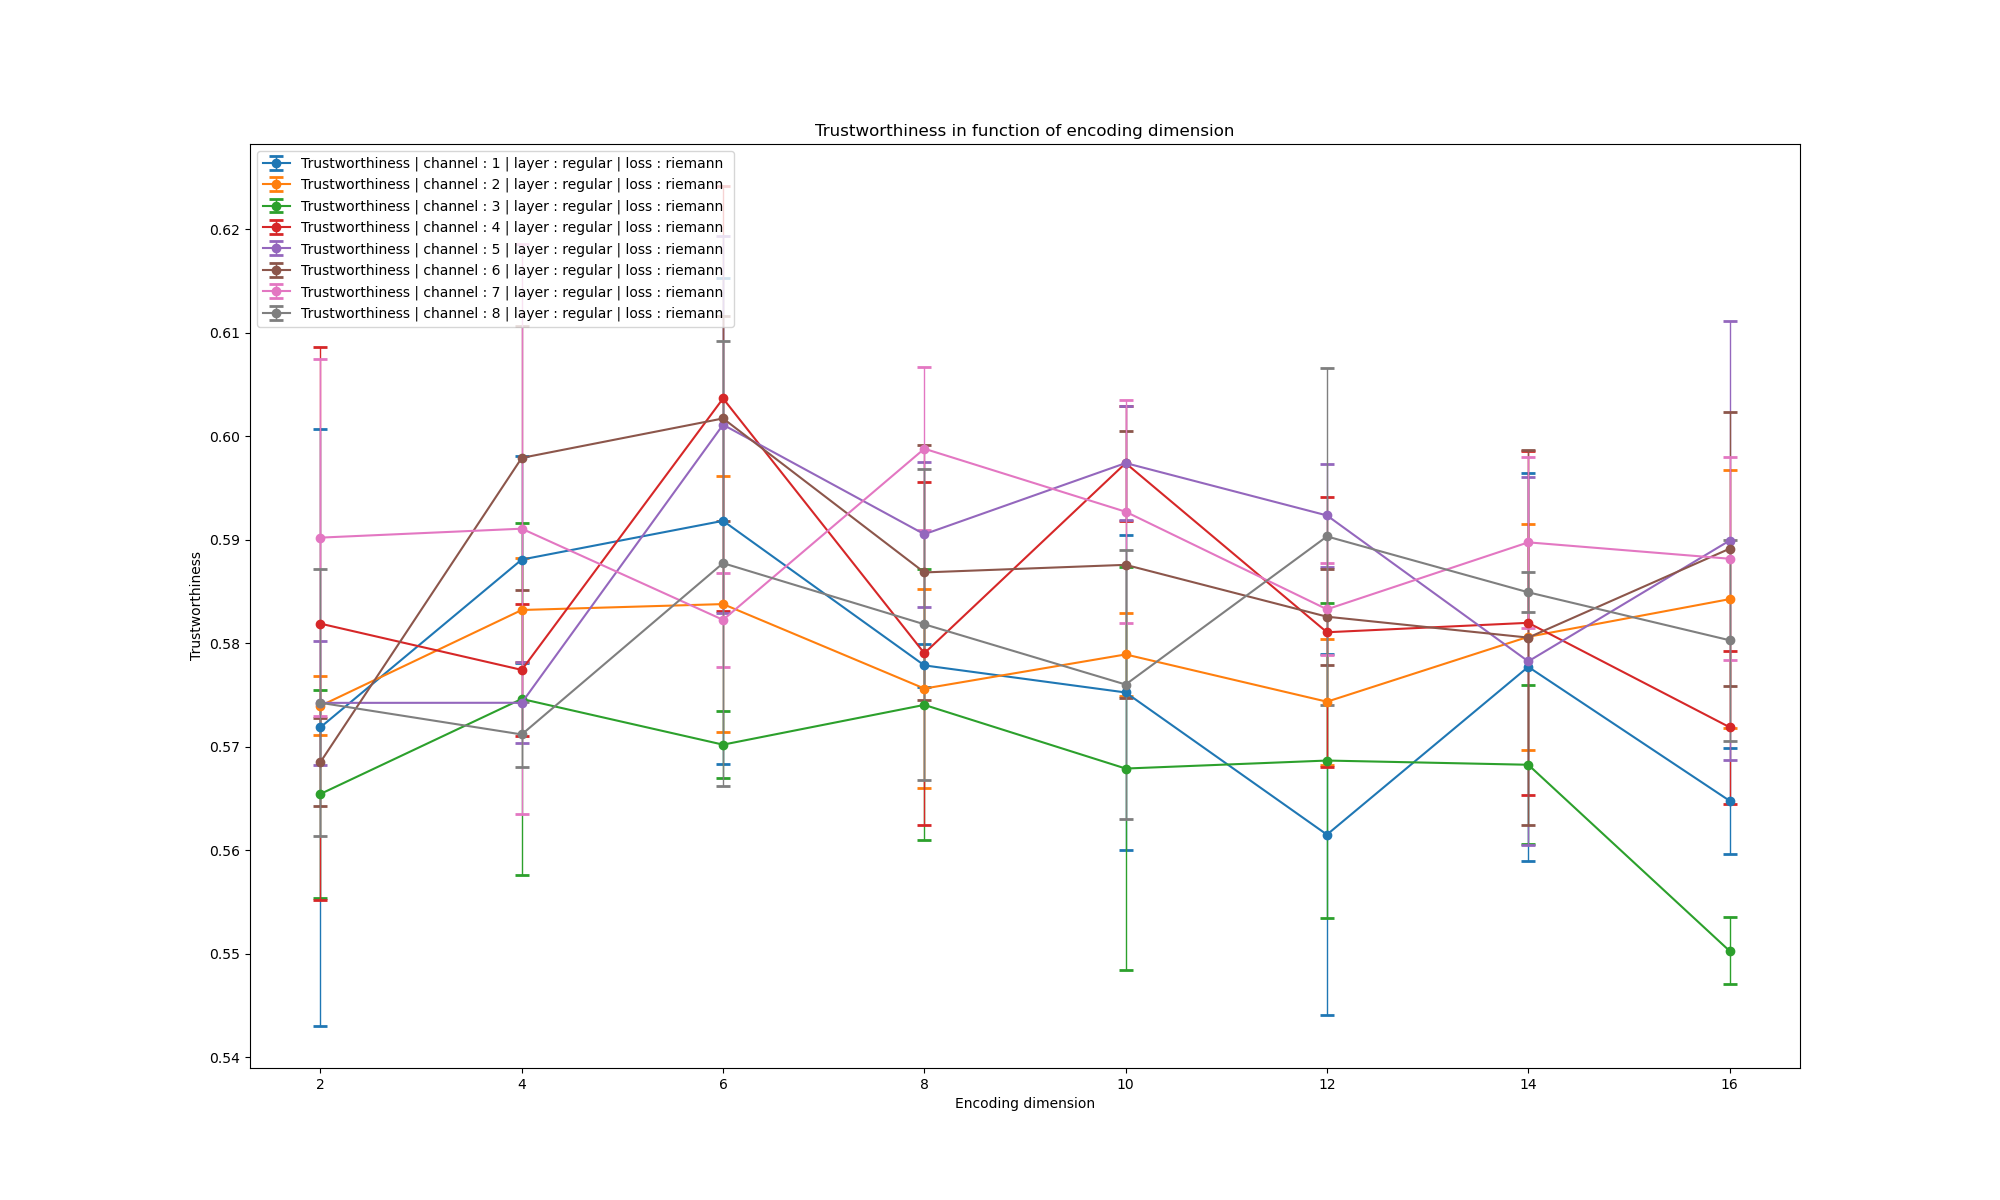 Trustworthiness in function of encoding dimension
Trustworthiness | channel : 1 | layer : regular | loss : riemann
Trustworthiness | channel : 2 | layer : regular | loss : riemann
Trustworthiness | channel : 3 | layer : regular | loss : riemann
Trustworthiness | channel : 4 | layer : regular | loss : riemann
Trustworthiness | channel : 5 | layer : regular | loss : riemann
Trustworthiness | channel : 6 | layer : regular | loss : riemann
Trustworthiness | channel : 7 | layer : regular | loss : riemann
Trustworthiness | channel : 8 | layer : regular | loss : riemann
0.62
0.61
0.60
0.59
0.58
0.57
0.56
0.55
0.54
Trustworthiness
2 4 6 8 10 12 14 16
Encoding dimension